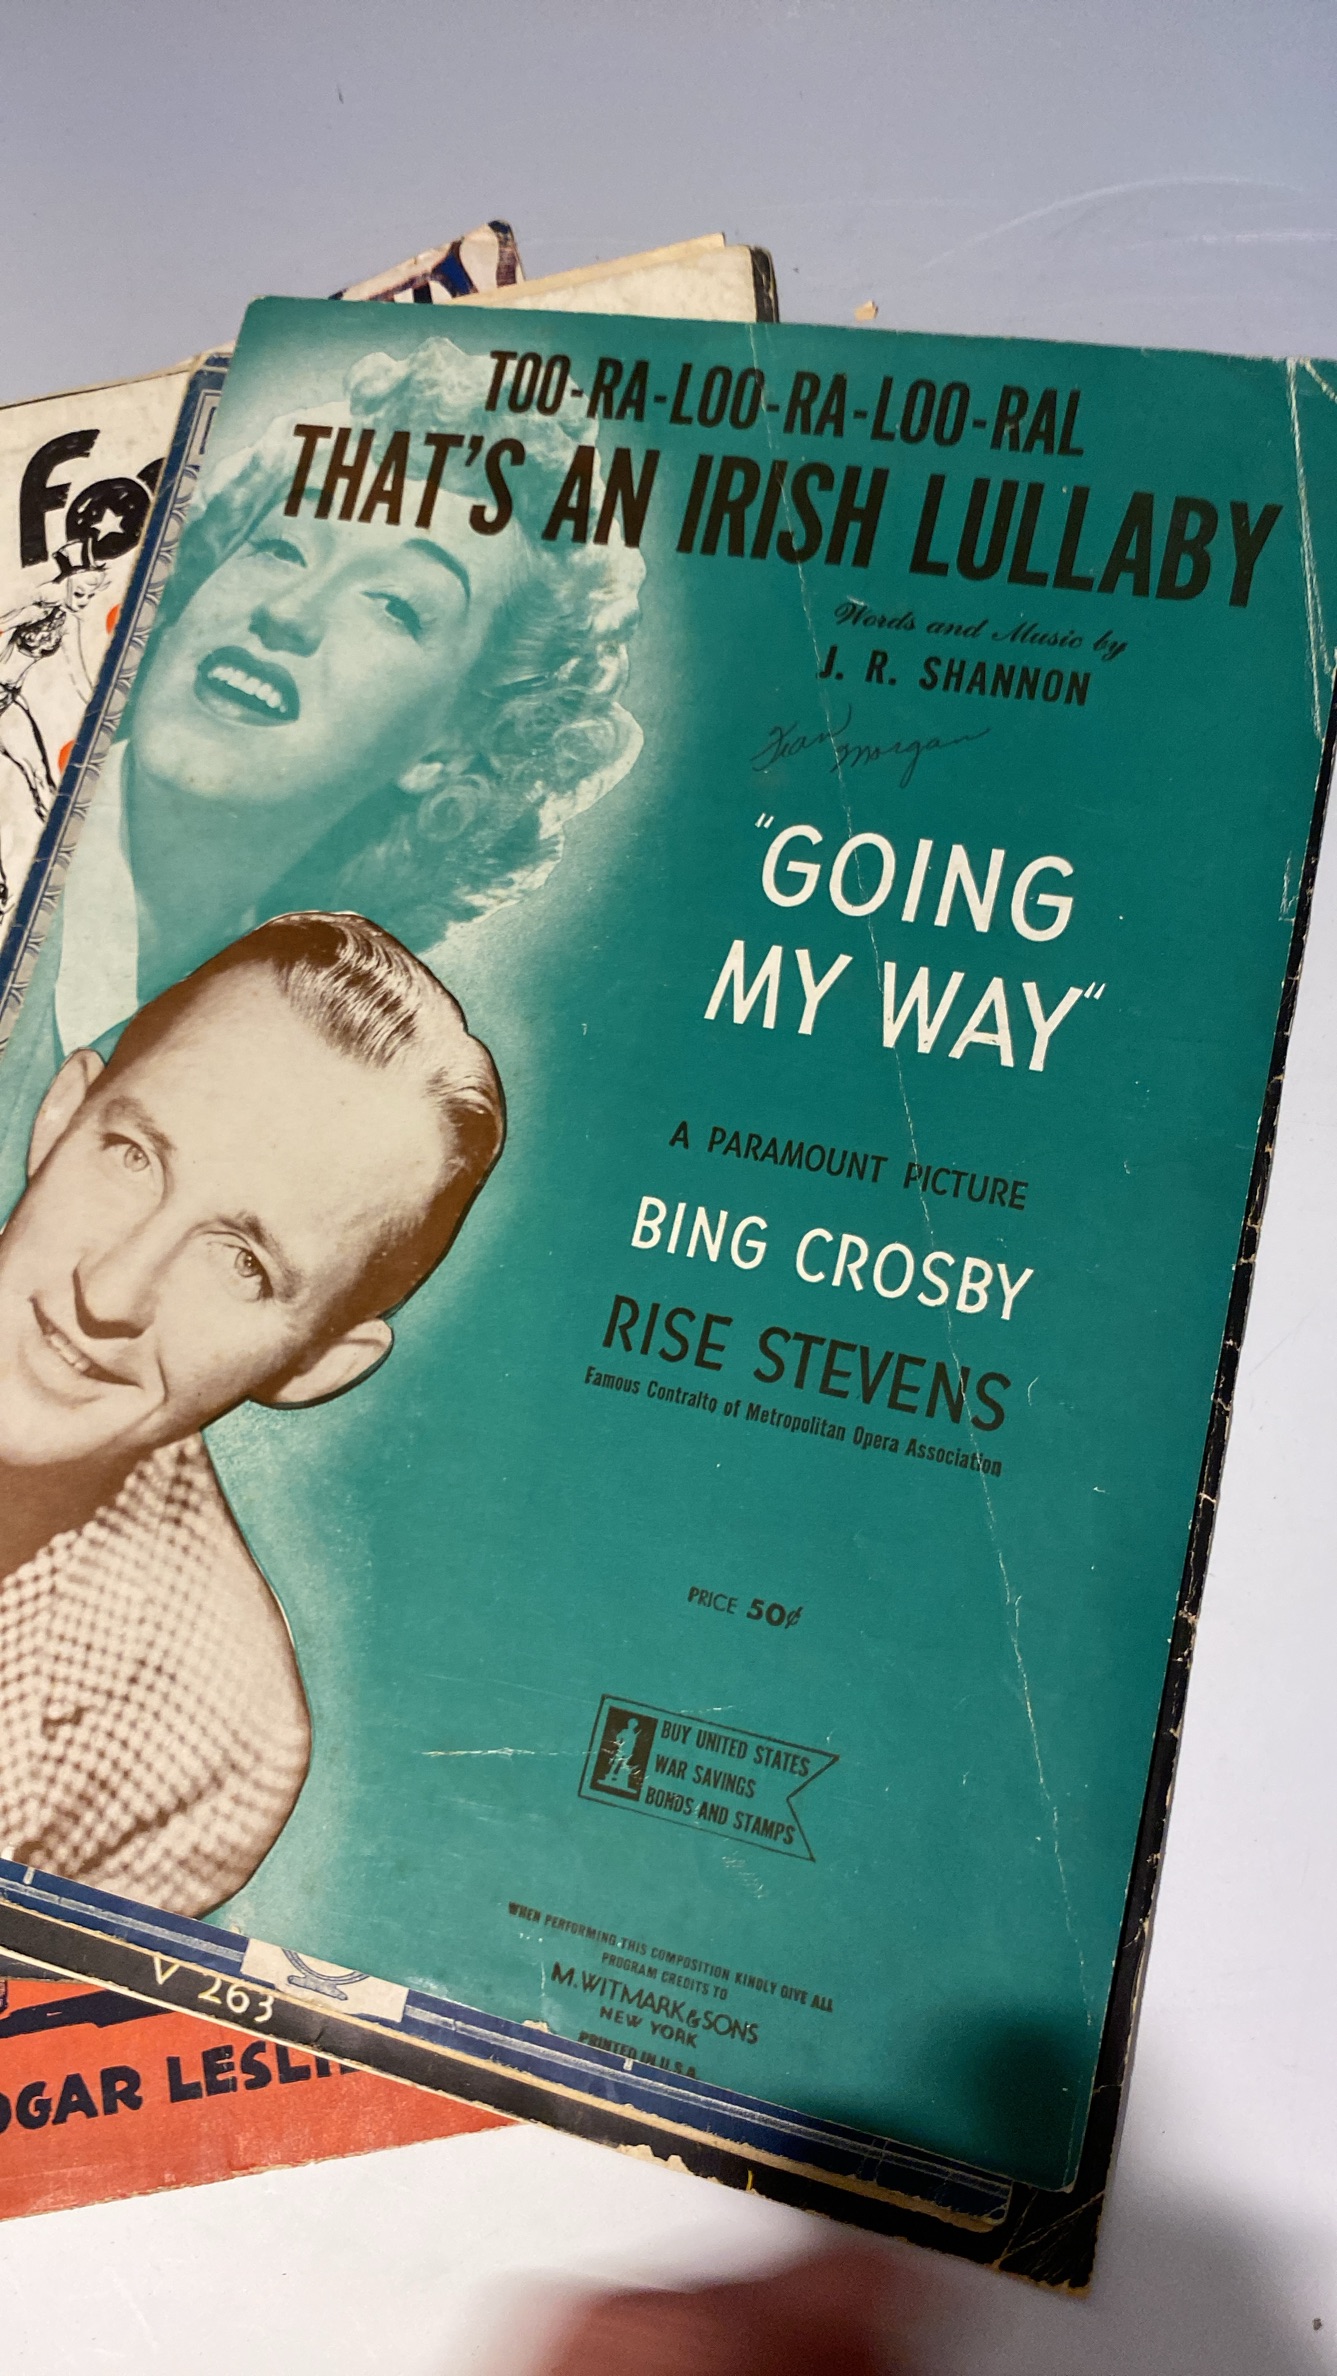 TOO-RA-LOO-RA-LOO-RAL
THAT'S AN IRISH LULLABY
Words and Music by
J. R. SHANNON
Morgan
"GOING
MY WAY"
A PARAMOUNT PICTURE
BING CROSBY
RISE STEVENS
Famous Contralto of Metropolitan Opera Association
PRICE 50¢
BUY UNITED STATES
WAR SAVINGS
BONDS AND STAMPS
WHEN PERFORMING THIS COMPOSITION KINDLY GIVE ALL
PROGRAM CREDITS TO
M. WITMARK & SONS
NEW YORK
PRINTED IN U.S.A.
V 263